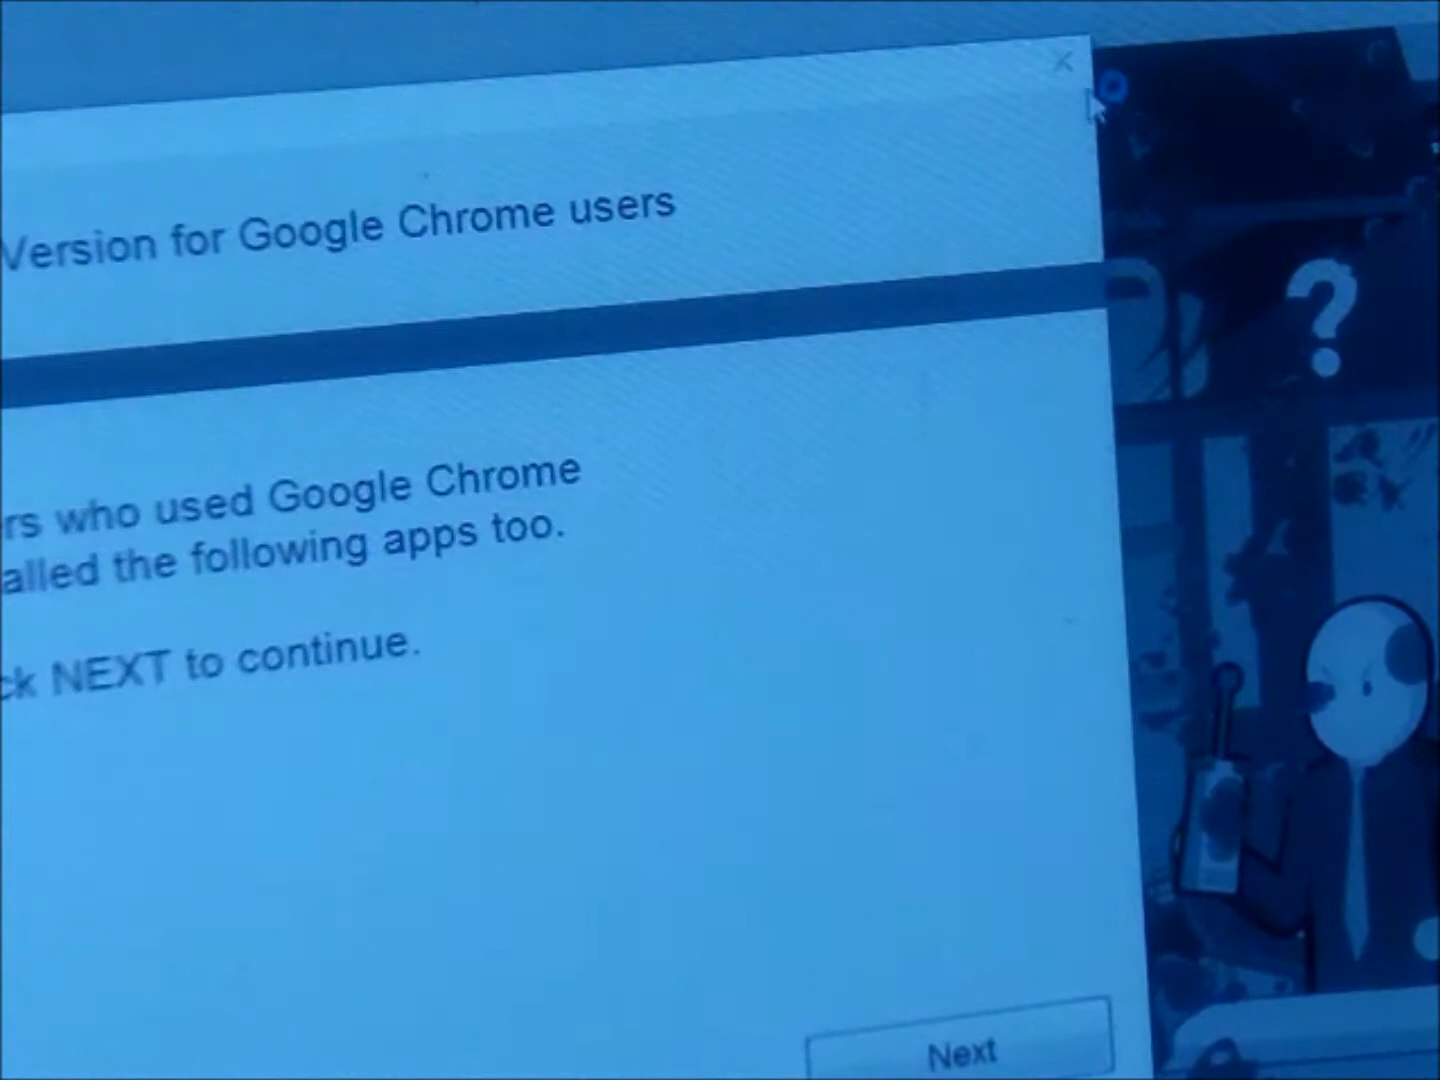 Version for Google Chrome users
?
rs who used Google Chrome
alled the following apps too.
ck NEXT to continue.
Next